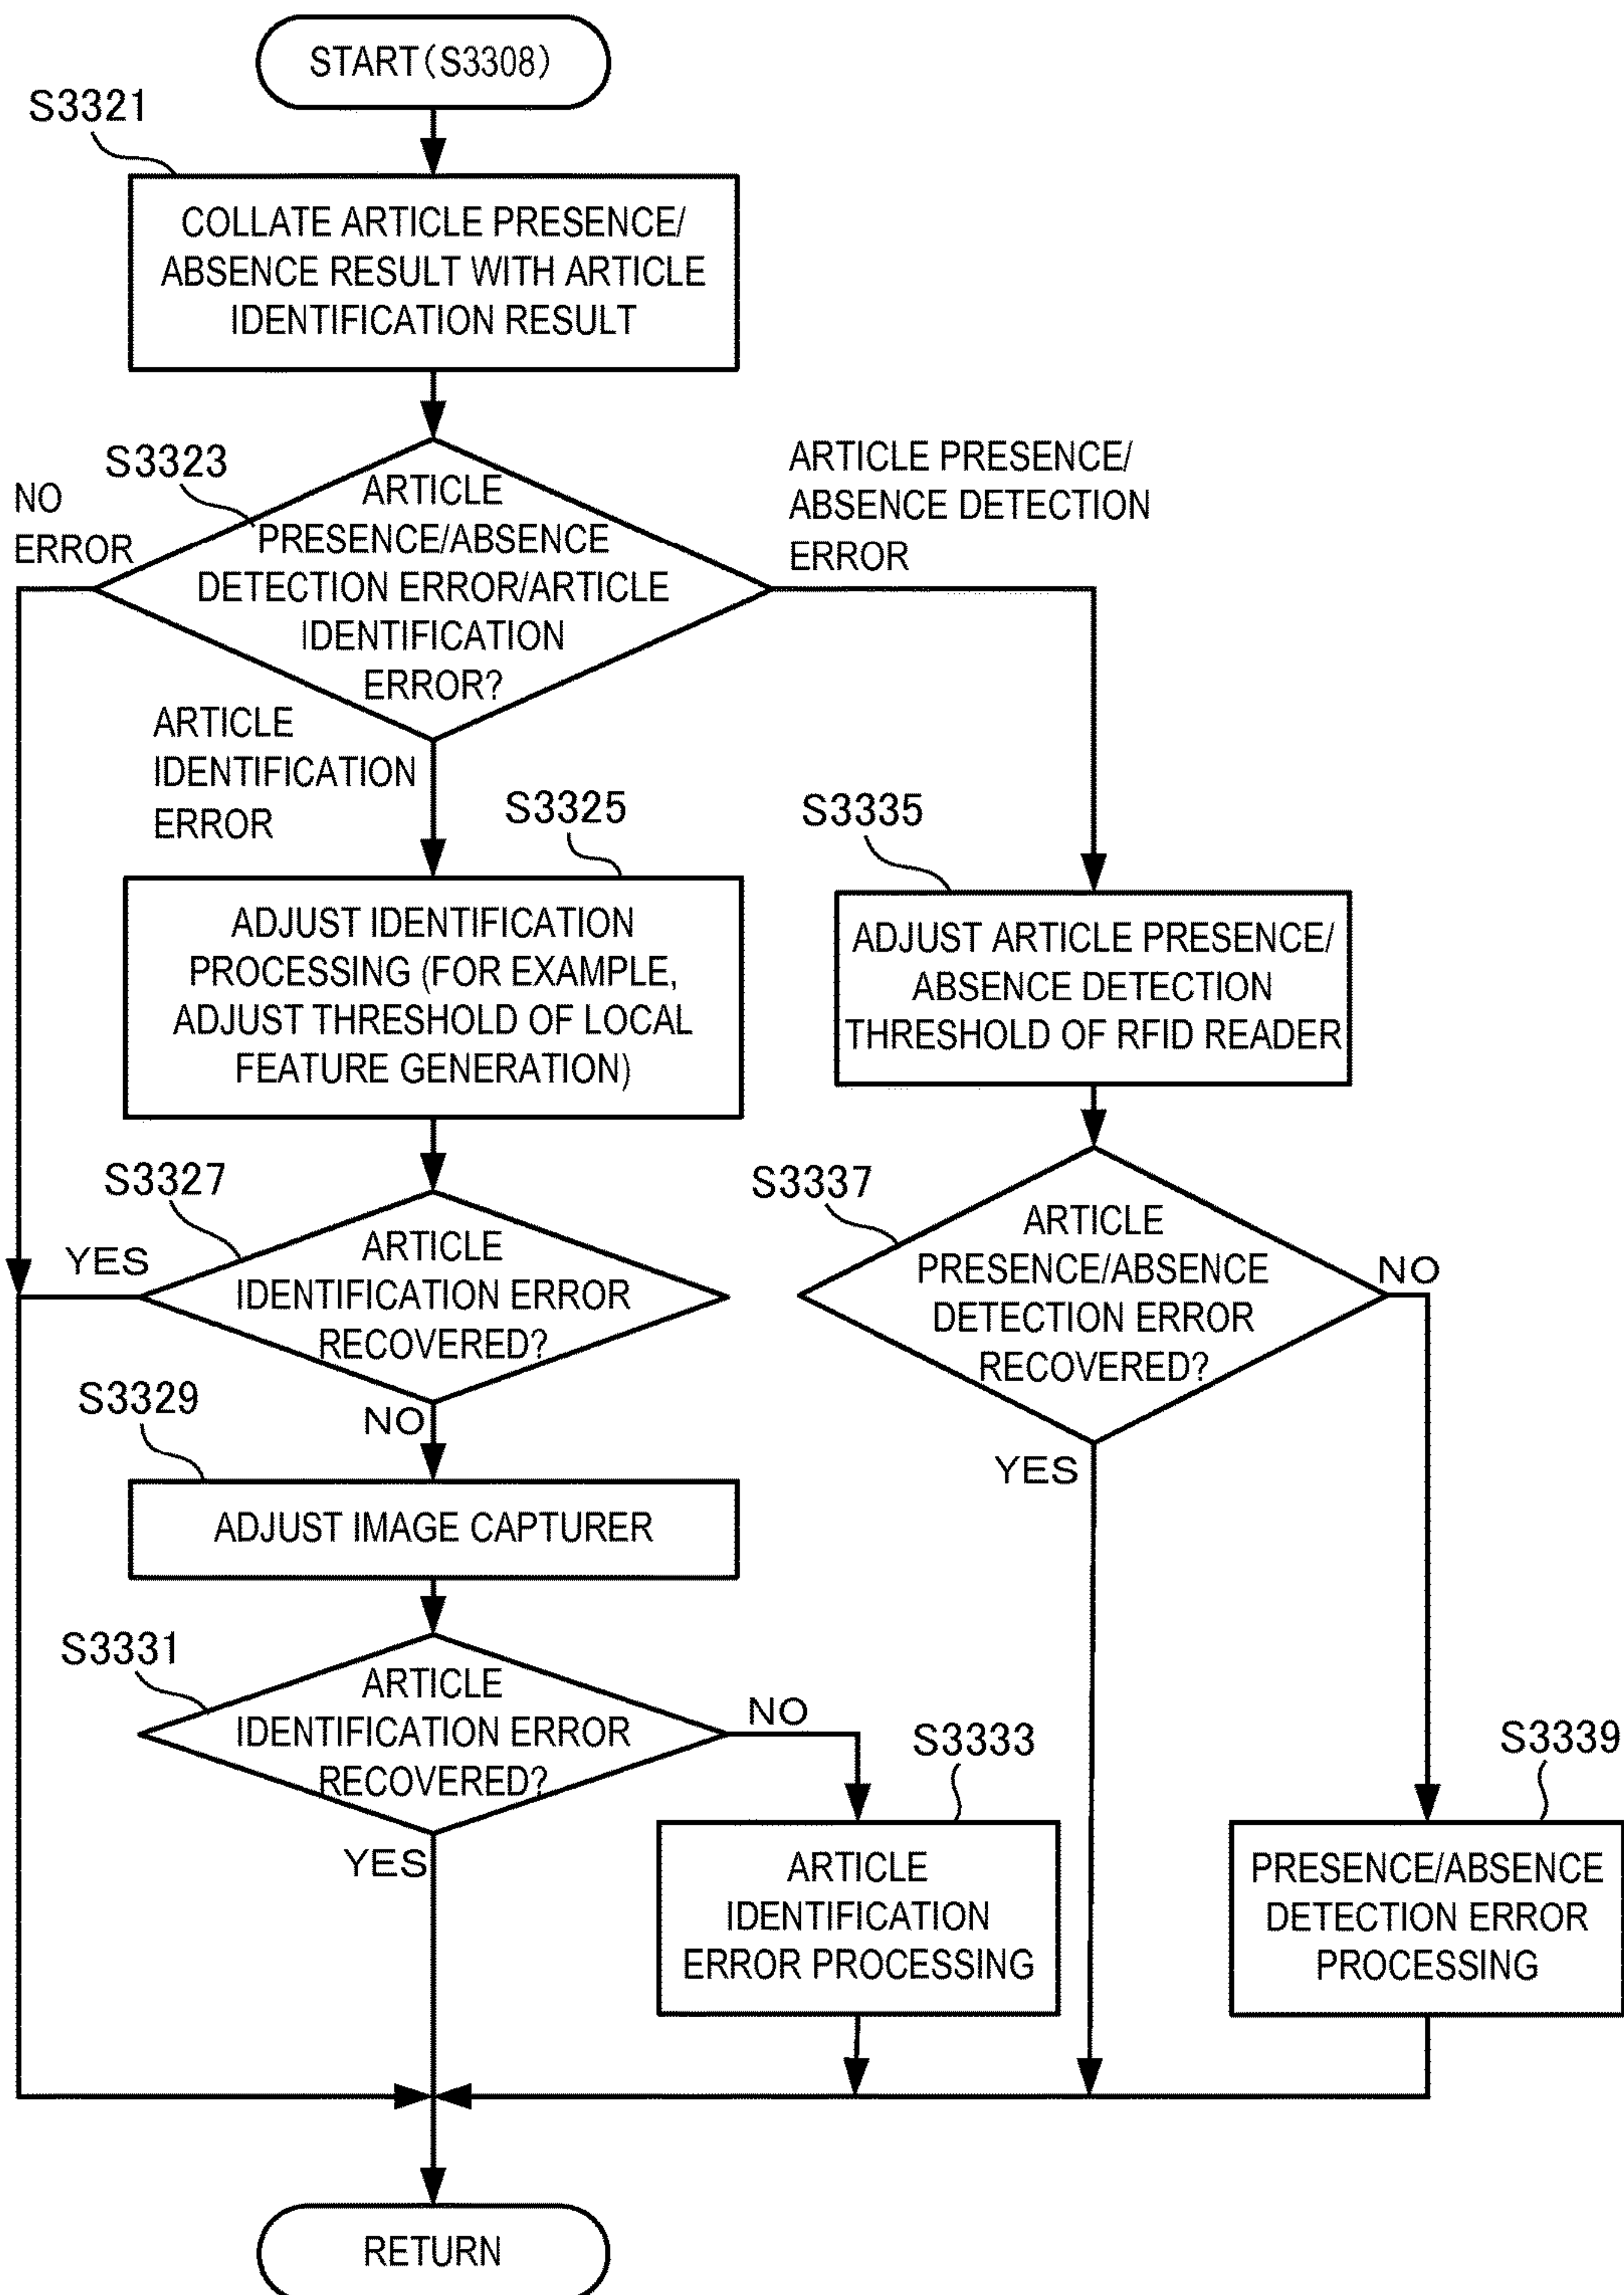 START(S3308)
S3321
COLLATE ARTICLE PRESENCE/
ABSENCE RESULT WITH ARTICLE
IDENTIFICATION RESULT
S3323
NO
ERROR
ARTICLE
PRESENCE/ABSENCE
DETECTION ERROR/ARTICLE
IDENTIFICATION
ERROR?
ARTICLE PRESENCE/
ABSENCE DETECTION
ERROR
ARTICLE
IDENTIFICATION
ERROR
S3325
ADJUST IDENTIFICATION
PROCESSING (FOR EXAMPLE,
ADJUST THRESHOLD OF LOCAL
FEATURE GENERATION)
S3335
ADJUST ARTICLE PRESENCE/
ABSENCE DETECTION
THRESHOLD OF RFID READER
S3327
YES
ARTICLE
IDENTIFICATION ERROR
RECOVERED?
NO
S3337
ARTICLE
PRESENCE/ABSENCE
DETECTION ERROR
RECOVERED?
NO
YES
S3329
ADJUST IMAGE CAPTURER
S3331
ARTICLE
IDENTIFICATION ERROR
RECOVERED?
NO
YES
S3333
ARTICLE
IDENTIFICATION
ERROR PROCESSING
S3339
PRESENCE/ABSENCE
DETECTION ERROR
PROCESSING
RETURN